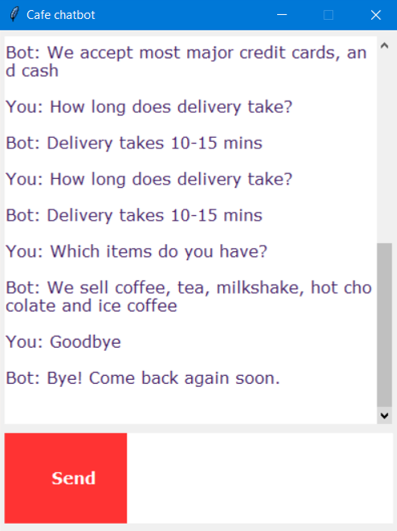 Cafe chatbot
Bot: We accept most major credit cards, an
d cash
You: How long does delivery take?
Bot: Delivery takes 10-15 mins
You: How long does delivery take?
Bot: Delivery takes 10-15 mins
You: Which items do you have?
Bot: We sell coffee, tea, milkshake, hot cho
colate and ice coffee
You: Goodbye
Bot: Bye! Come back again soon.
Send